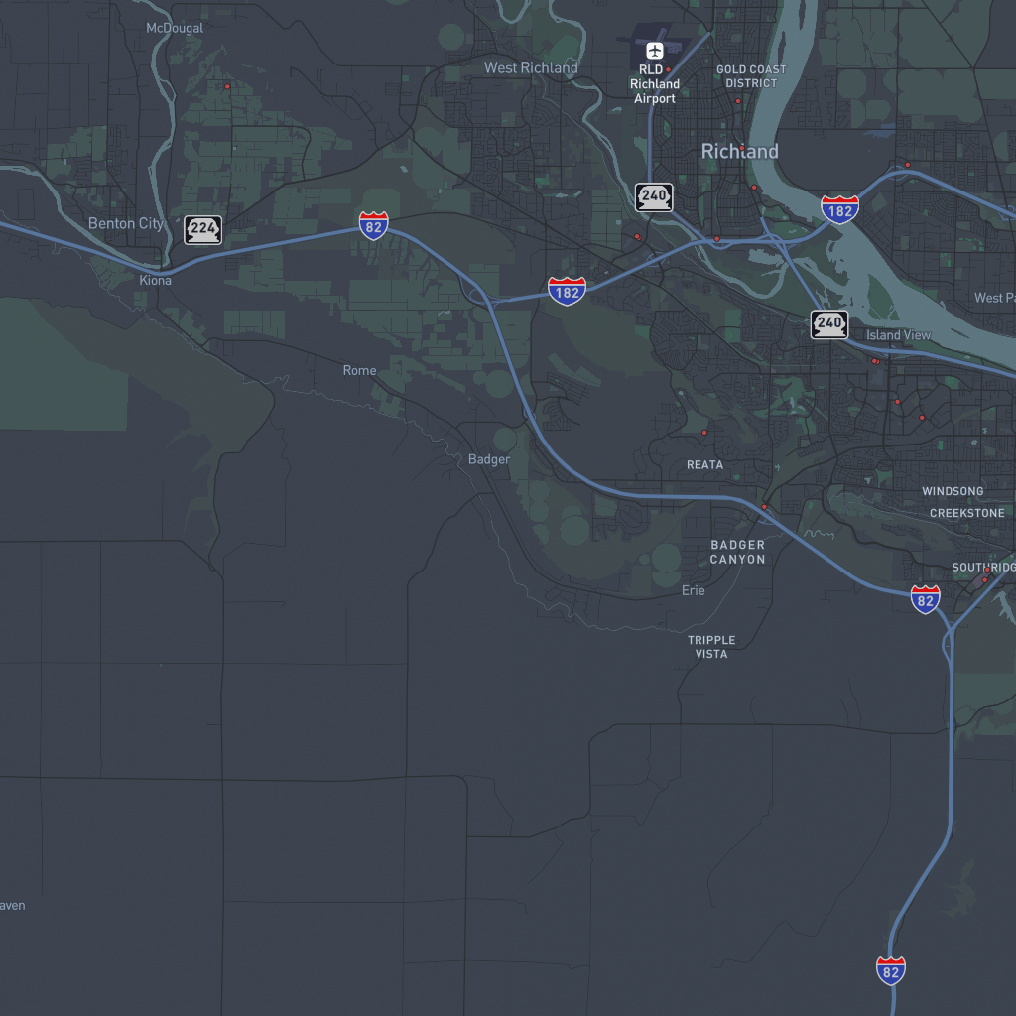 McDougal
West Richland
RLD
Richland
Airport
GOLD COAST
DISTRICT
Richland
240
182
Benton City
224
82
Kiona
182
West Pa
240
Island View
Rome
Badger
REATA
WINDSONG
CREEKSTONE
BADGER
CANYON
SOUTHRIDG
Erie
82
TRIPPLE
VISTA
aven
82